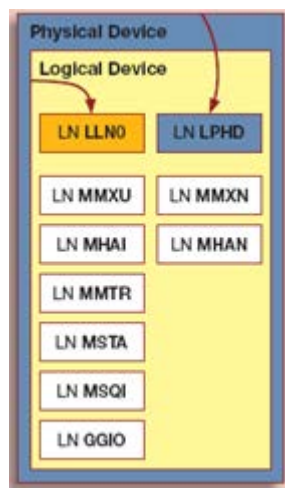 Physical Device
Logical Device
LN LLN0 LN LPHD
LN MMXU LN MMXN
LN MHAI LN MHAN
LN MMTR
LN MSTA
LN MSQI
LN GGIO